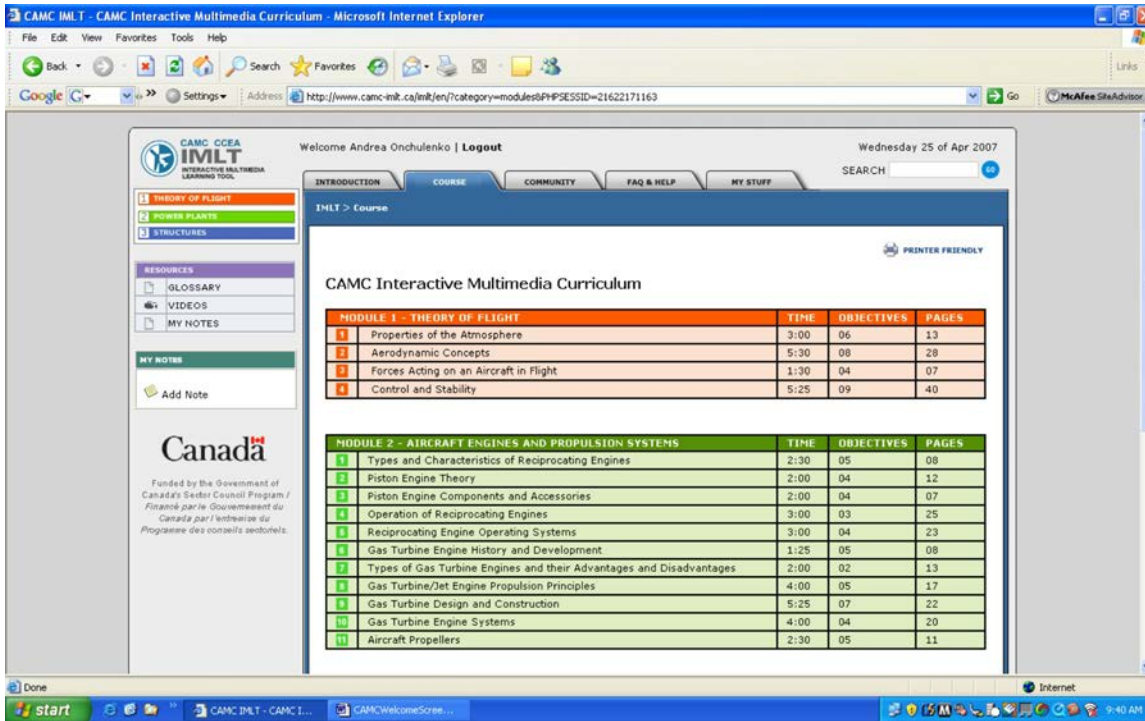 CAMC IMLT - CAMC Interactive Multimedia Curriculum - Microsoft Internet Explorer
File Edit View Favorites Tools Help
Back Search Favorites Links
Google G Settings Address http://www.camc-imlt.ca/imlt/en/?category=modules&PHPSESSID=21622171163 Go McAfee SiteAdvisor
CAMC CCEA
IMLT
INTERACTIVE MULTIMEDIA
LEARNING TOOL
Welcome Andrea Onchulenko | Logout
Wednesday 25 of Apr 2007
SEARCH GO
INTRODUCTION COURSE COMMUNITY FAQ & HELP MY STUFF
IMLT > Course
1 THEORY OF FLIGHT
2 POWER PLANTS
3 STRUCTURES
RESOURCES
GLOSSARY
VIDEOS
MY NOTES
MY NOTES
Add Note
Canada
Funded by the Government of
Canada's Sector Council Program /
Financé par le Gouvernement du
Canada par l'entremise du
Programme des conseils sectoriels.
PRINTER FRIENDLY
CAMC Interactive Multimedia Curriculum
MODULE 1 - THEORY OF FLIGHT TIME OBJECTIVES PAGES
1 Properties of the Atmosphere 3:00 06 13
2 Aerodynamic Concepts 5:30 08 28
3 Forces Acting on an Aircraft in Flight 1:30 04 07
4 Control and Stability 5:25 09 40
MODULE 2 - AIRCRAFT ENGINES AND PROPULSION SYSTEMS TIME OBJECTIVES PAGES
1 Types and Characteristics of Reciprocating Engines 2:30 05 08
2 Piston Engine Theory 2:00 04 12
3 Piston Engine Components and Accessories 2:00 04 07
4 Operation of Reciprocating Engines 3:00 03 25
5 Reciprocating Engine Operating Systems 3:00 04 23
6 Gas Turbine Engine History and Development 1:25 05 08
7 Types of Gas Turbine Engines and their Advantages and Disadvantages 2:00 02 13
8 Gas Turbine/Jet Engine Propulsion Principles 4:00 05 17
9 Gas Turbine Design and Construction 5:25 07 22
10 Gas Turbine Engine Systems 4:00 04 20
11 Aircraft Propellers 2:30 05 11
Done Internet
start CAMC IMLT - CAMC I... CAMCWelcomeScree... 9:40 AM